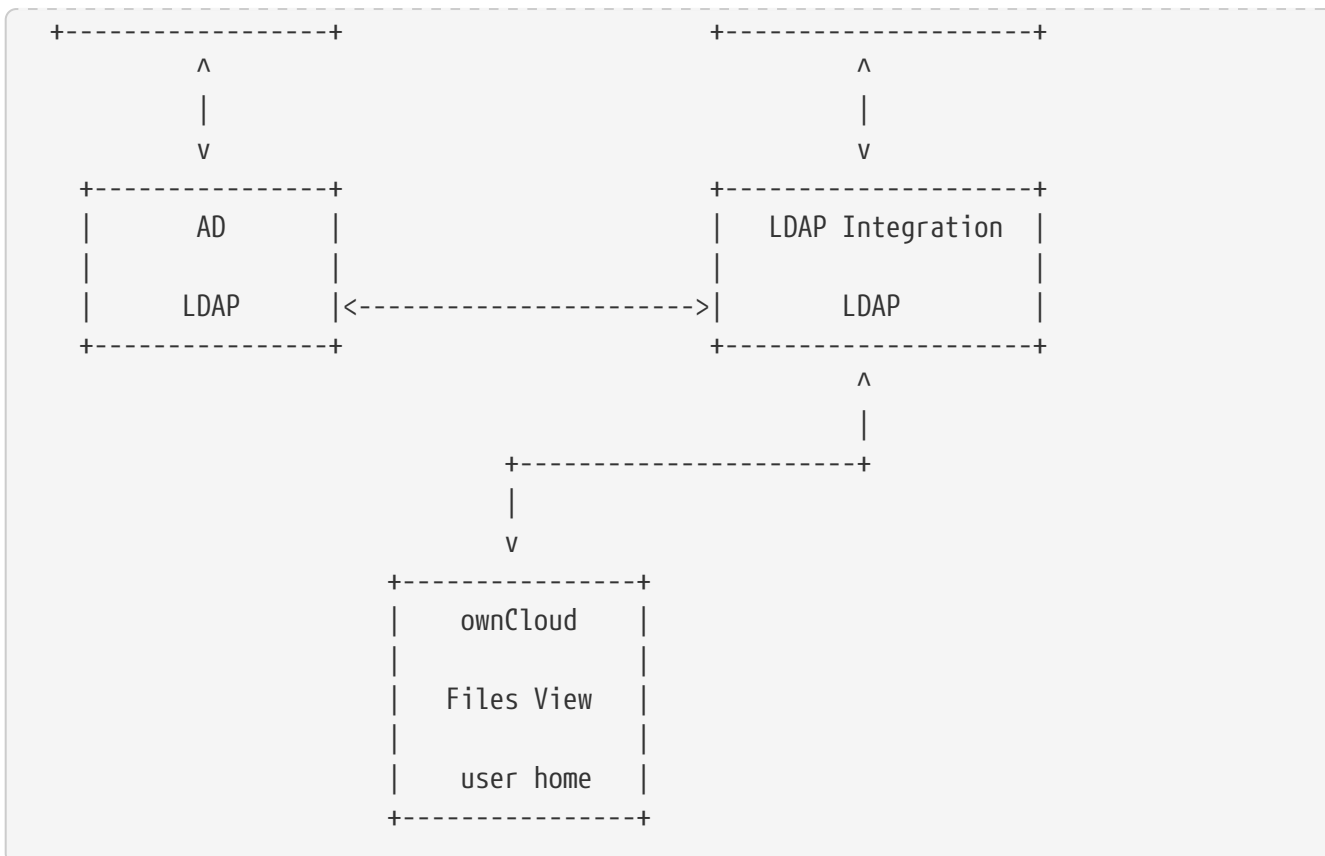 +------------------+ +---------------------+
^ ^
| |
v v
+----------------+ +---------------------+
| AD | | LDAP Integration |
| | | |
| LDAP |<----------------------->| LDAP |
+----------------+ +---------------------+
^
|
+-----------------------+
|
v
+----------------+
| ownCloud |
| |
| Files View |
| |
| user home |
+----------------+